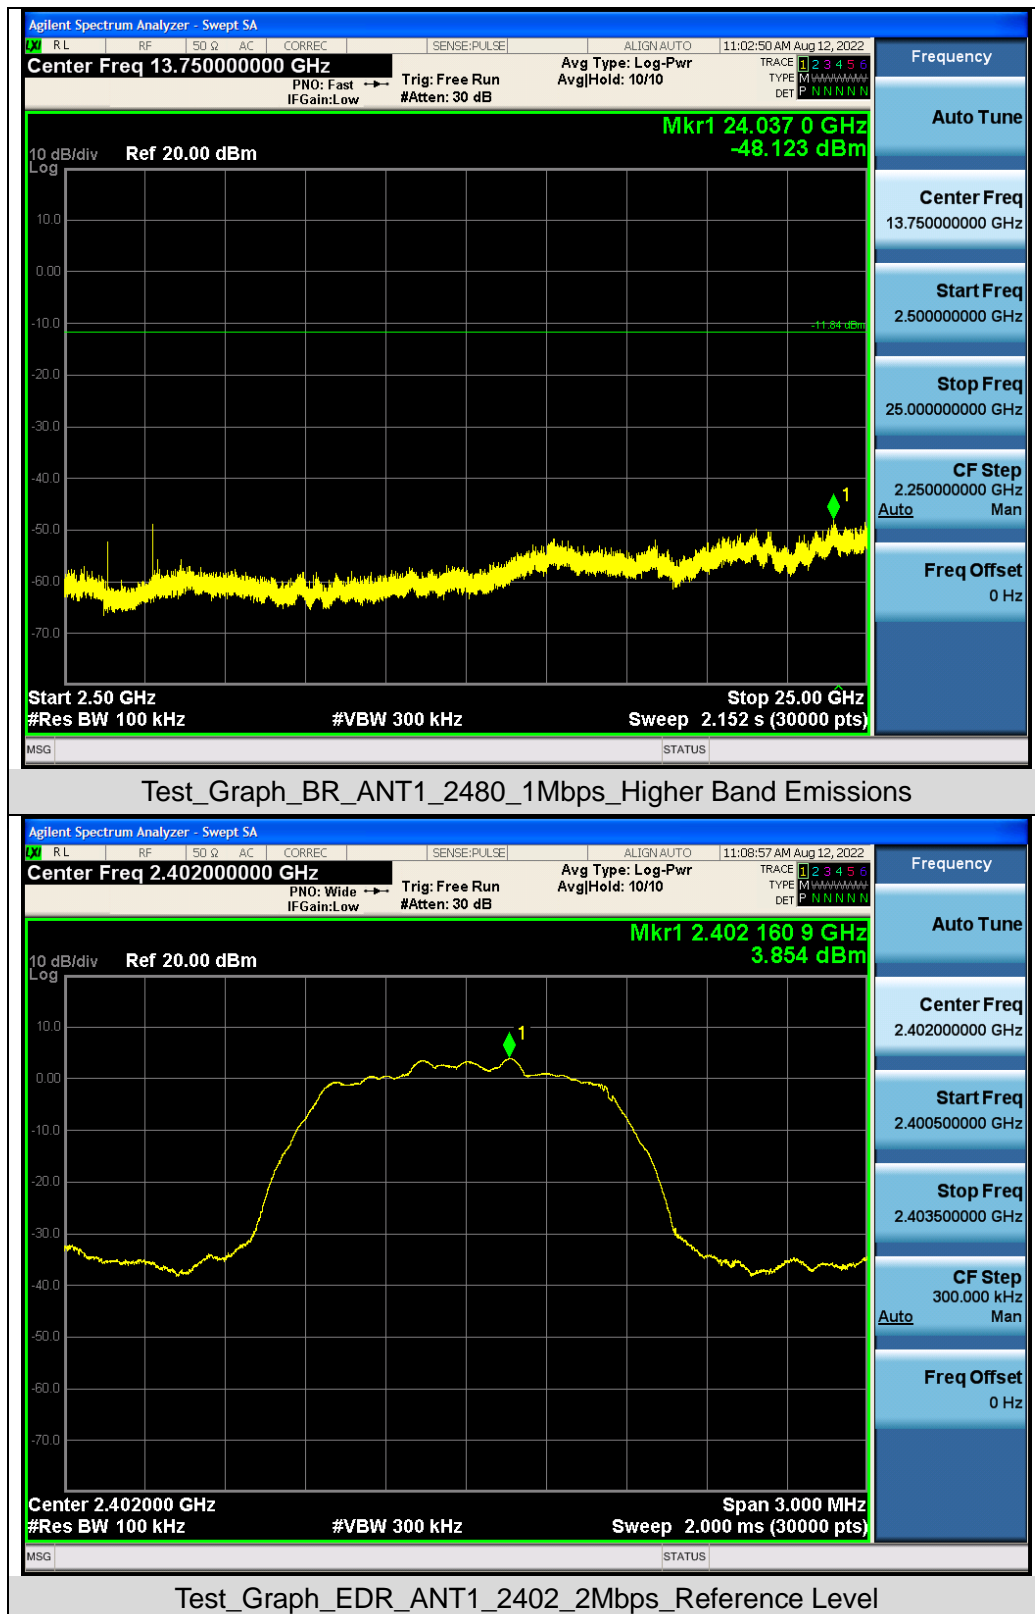 Agilent Spectrum Analyzer - Swept SA
LXI RL RF 50 Ω AC CORREC SENSE:PULSE ALIGN AUTO 11:02:50 AM Aug 12, 2022
Center Freq 13.750000000 GHz
PNO: Fast
IFGain:Low
Trig: Free Run
#Atten: 30 dB
Avg Type: Log-Pwr
Avg|Hold: 10/10
TRACE 1 2 3 4 5 6
TYPE M
DET P N N N N N
Mkr1 24.037 0 GHz
-48.123 dBm
10 dB/div Ref 20.00 dBm
Log
10.0
0.00
-10.0
-11.84 dBm
-20.0
-30.0
-40.0
1
-50.0
-60.0
-70.0
Start 2.50 GHz Stop 25.00 GHz
#Res BW 100 kHz #VBW 300 kHz Sweep 2.152 s (30000 pts)
MSG STATUS
Frequency
Auto Tune
Center Freq
13.750000000 GHz
Start Freq
2.500000000 GHz
Stop Freq
25.000000000 GHz
CF Step
2.250000000 GHz
Auto Man
Freq Offset
0 Hz
Test_Graph_BR_ANT1_2480_1Mbps_Higher Band Emissions
Agilent Spectrum Analyzer - Swept SA
LXI RL RF 50 Ω AC CORREC SENSE:PULSE ALIGN AUTO 11:08:57 AM Aug 12, 2022
Center Freq 2.402000000 GHz
PNO: Wide
IFGain:Low
Trig: Free Run
#Atten: 30 dB
Avg Type: Log-Pwr
Avg|Hold: 10/10
TRACE 1 2 3 4 5 6
TYPE M
DET P N N N N N
Mkr1 2.402 160 9 GHz
3.854 dBm
10 dB/div Ref 20.00 dBm
Log
10.0
1
0.00
-10.0
-20.0
-30.0
-40.0
-50.0
-60.0
-70.0
Center 2.402000 GHz Span 3.000 MHz
#Res BW 100 kHz #VBW 300 kHz Sweep 2.000 ms (30000 pts)
MSG STATUS
Frequency
Auto Tune
Center Freq
2.402000000 GHz
Start Freq
2.400500000 GHz
Stop Freq
2.403500000 GHz
CF Step
300.000 kHz
Auto Man
Freq Offset
0 Hz
Test_Graph_EDR_ANT1_2402_2Mbps_Reference Level